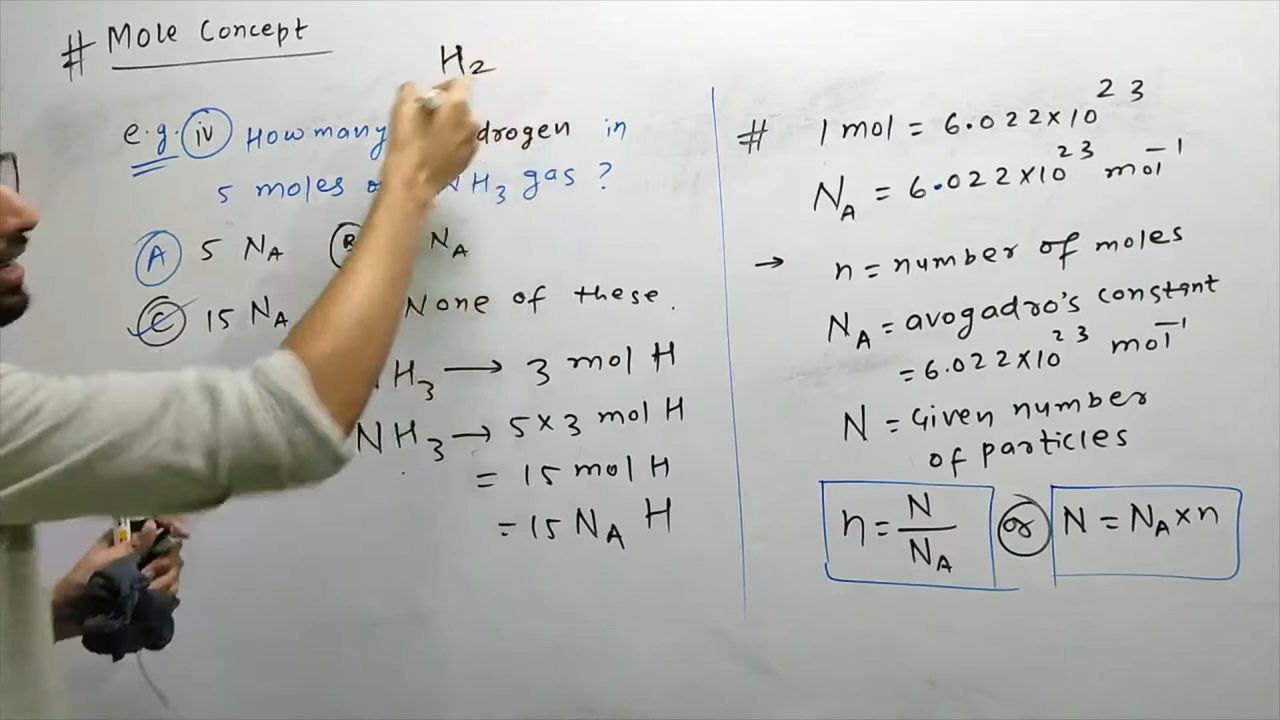 # Mole Concept
H2
e.g. (iv) How many drogen in
5 moles NH3 gas ?
(A) 5 NA (B) NA
(C) 15 NA None of these.
H3 → 3 mol H
NH3 → 5×3 mol H
= 15 mol H
= 15 NA H
# 1 mol = 6.022×10^23
NA = 6.022×10^23 mol^-1
→ n = number of moles
NA = avogadro's constant
= 6.022×10^23 mol^-1
N = Given number
of particles
n = N/NA or N = NA × n